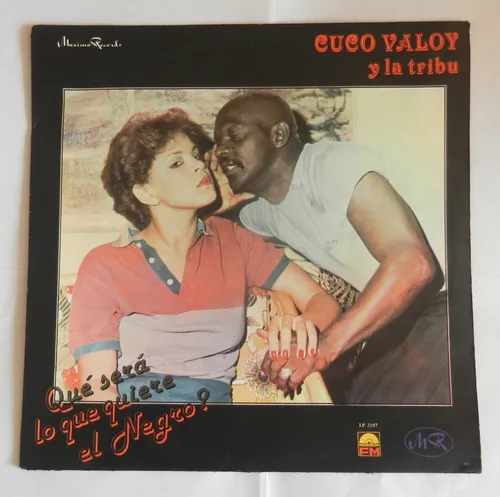 Maximo Records
CUCO VALOY
y la tribu
Qué será
lo que quiere
el Negro?
LP 2197
EM
MR